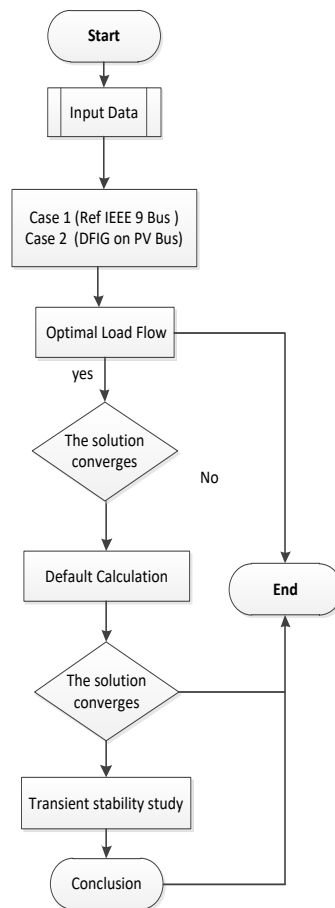 Start
Input Data
Case 1 (Ref IEEE 9 Bus )
Case 2 (DFIG on PV Bus)
Optimal Load Flow
yes
The solution
converges
No
Default Calculation
End
The solution
converges
Transient stability study
Conclusion